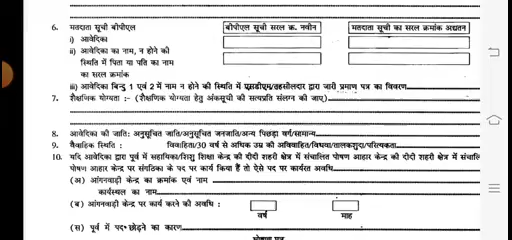 6. मतदाता सूची बीपीएल
बीपीएल सूची सरल क्र. नवीन
मतदाता सूची का सरल क्रमांक अद्यतन
i) आवेदिका
ii) आवेदिका का नाम, न होने की
स्थिति में पिता या पति का नाम
का सरल क्रमांक
iii) आवेदिका बिन्दु 1 एवं 2 में नाम न होने की स्थिति में एसडीएम/तहसीलदार द्वारा जारी प्रमाण पत्र का विवरण
7. शैक्षणिक योग्यता :- (शैक्षणिक योग्यता हेतु अंकसूची की सत्यप्रति संलग्न की जाए)
8. आवेदिका की जाति: अनुसूचित जाति/अनुसूचित जनजाति/अन्य पिछड़ा वर्ग/सामान्य
9. वैवाहिक स्थिति : विवाहिता/30 वर्ष से अधिक उम्र की अविवाहित/विधवा/तालकशुदा/परित्यकता
10. यदि आवेदिका द्वारा पूर्व में सहायिका/शिशु शिक्षा केन्द्र की दीदी शहरी क्षेत्र में संचालित पोषण आहार केन्द्र की दीदी शहरी क्षेत्र में संचालि
पोषण आहार केन्द्र पर संगठिका के पद पर कार्य किया हैं तो ऐसे पद पर कार्यरत अवधि
(अ) आंगनवाड़ी केन्द्र का क्रमांक एवं नाम
कार्यस्थल का नाम
(ब) आंगनवाड़ी केन्द्र पर कार्य करने की अवधि :
वर्ष माह
(स) पूर्व में पद छोड़ने का कारण